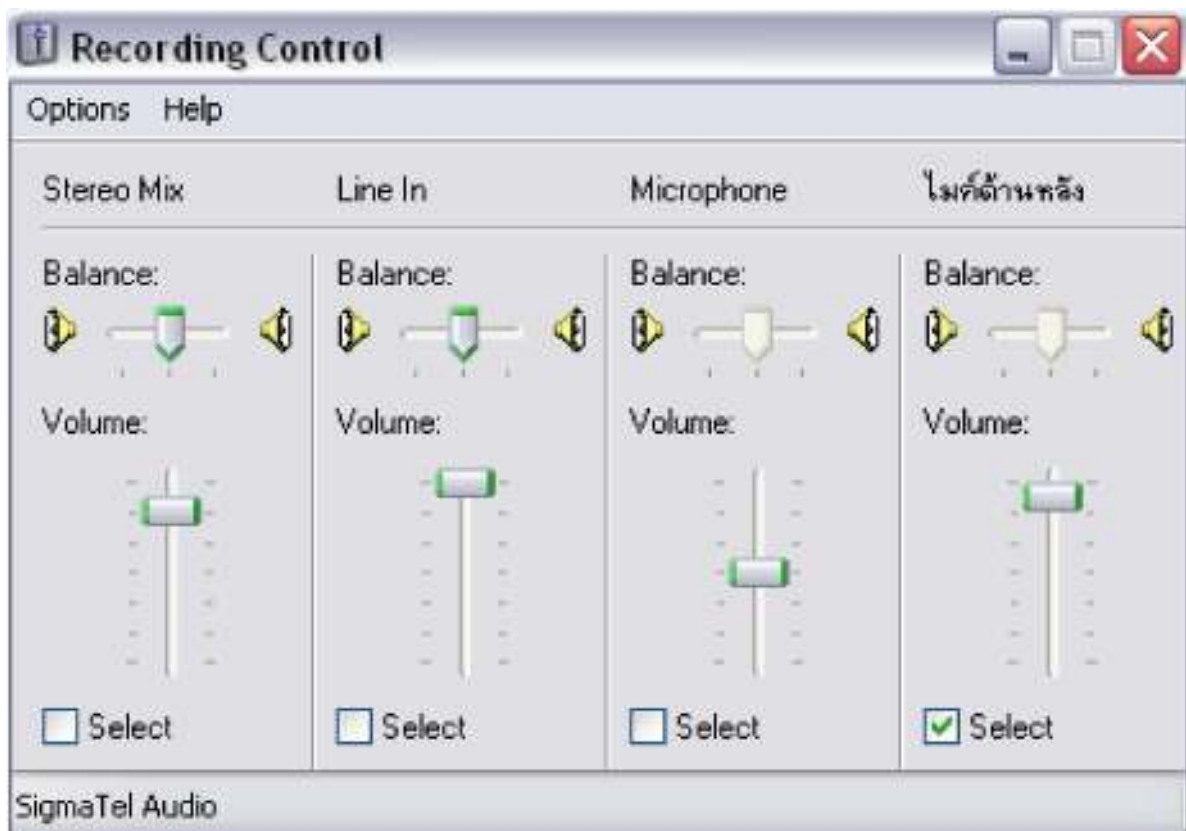 Recording Control
Options Help
Stereo Mix Line In Microphone ไมค์ด้านหลัง
Balance: Balance: Balance: Balance:
Volume: Volume: Volume: Volume:
Select Select Select Select
SigmaTel Audio